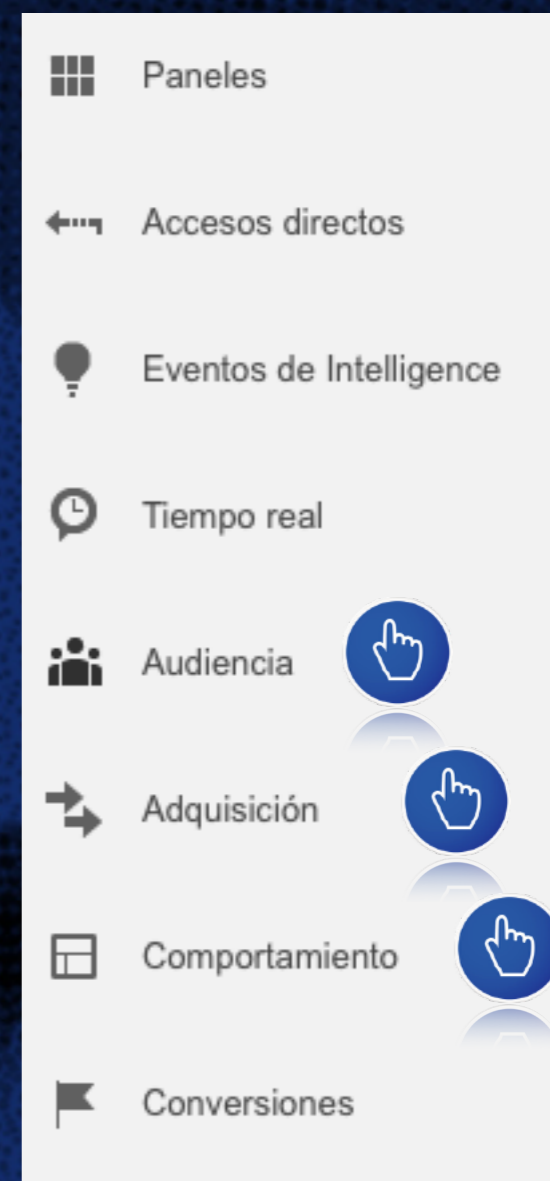 Paneles
Accesos directos
Eventos de Intelligence
Tiempo real
Audiencia
Adquisición
Comportamiento
Conversiones